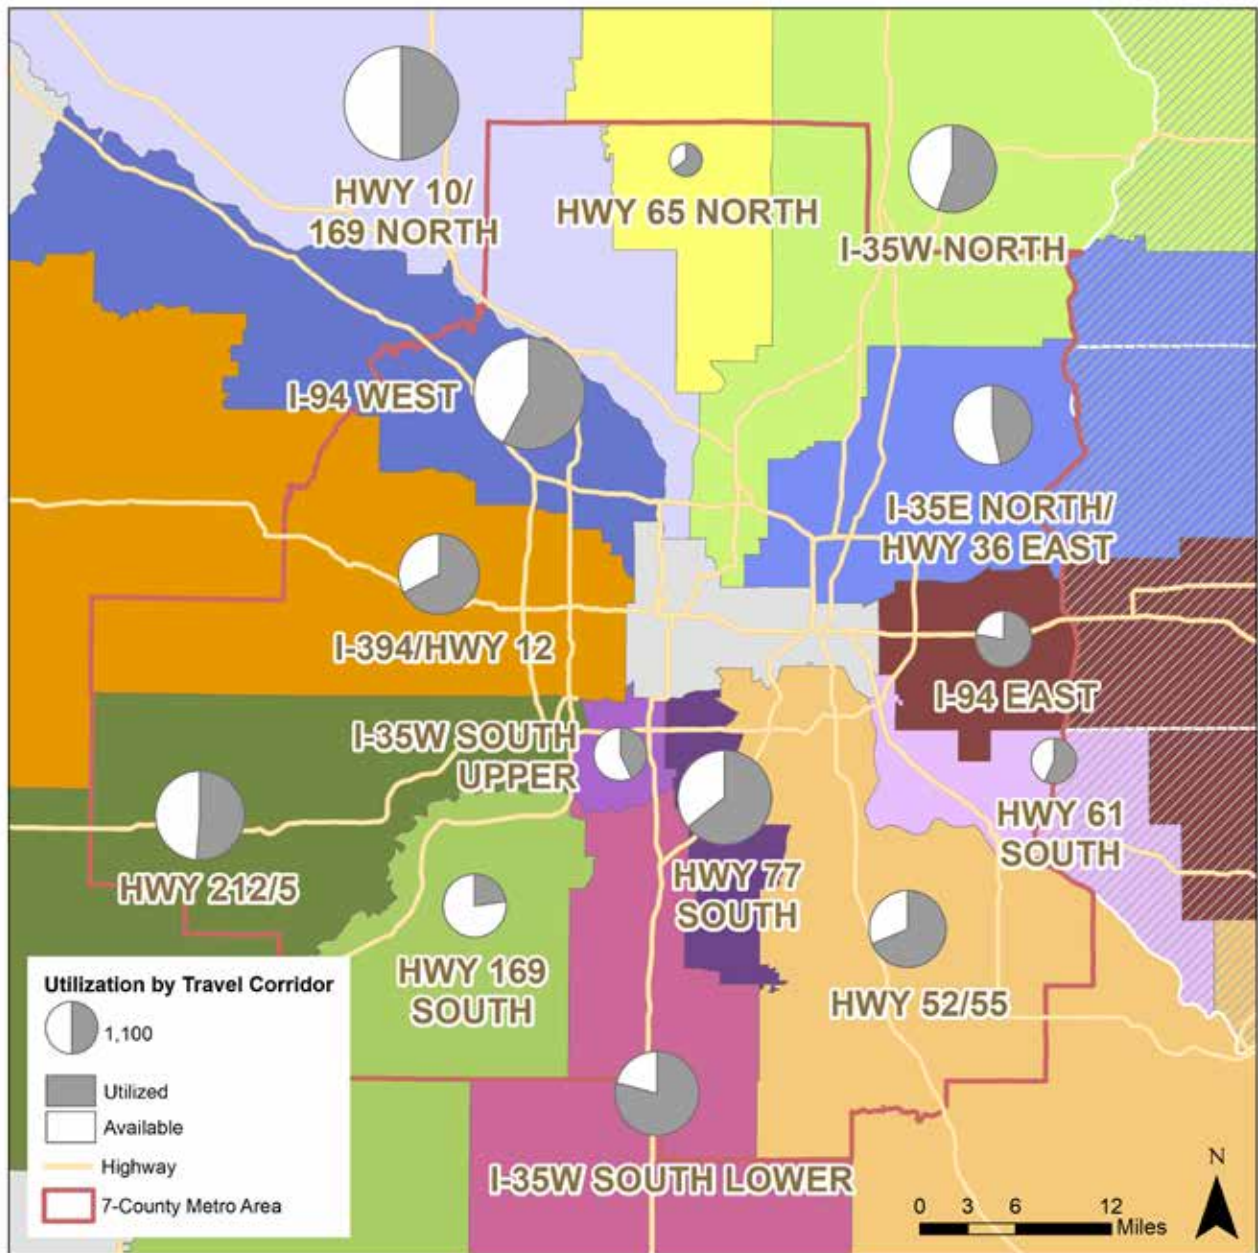 HWY 10/
169 NORTH
HWY 65 NORTH
I-35W NORTH
I-94 WEST
I-35E NORTH/
HWY 36 EAST
I-394/HWY 12
I-94 EAST
I-35W SOUTH
UPPER
HWY 61
SOUTH
HWY 212/5
HWY 77
SOUTH
HWY 169
SOUTH
HWY 52/55
I-35W SOUTH LOWER
Utilization by Travel Corridor
1,100
Utilized
Available
Highway
7-County Metro Area
N
0 3 6 12
Miles